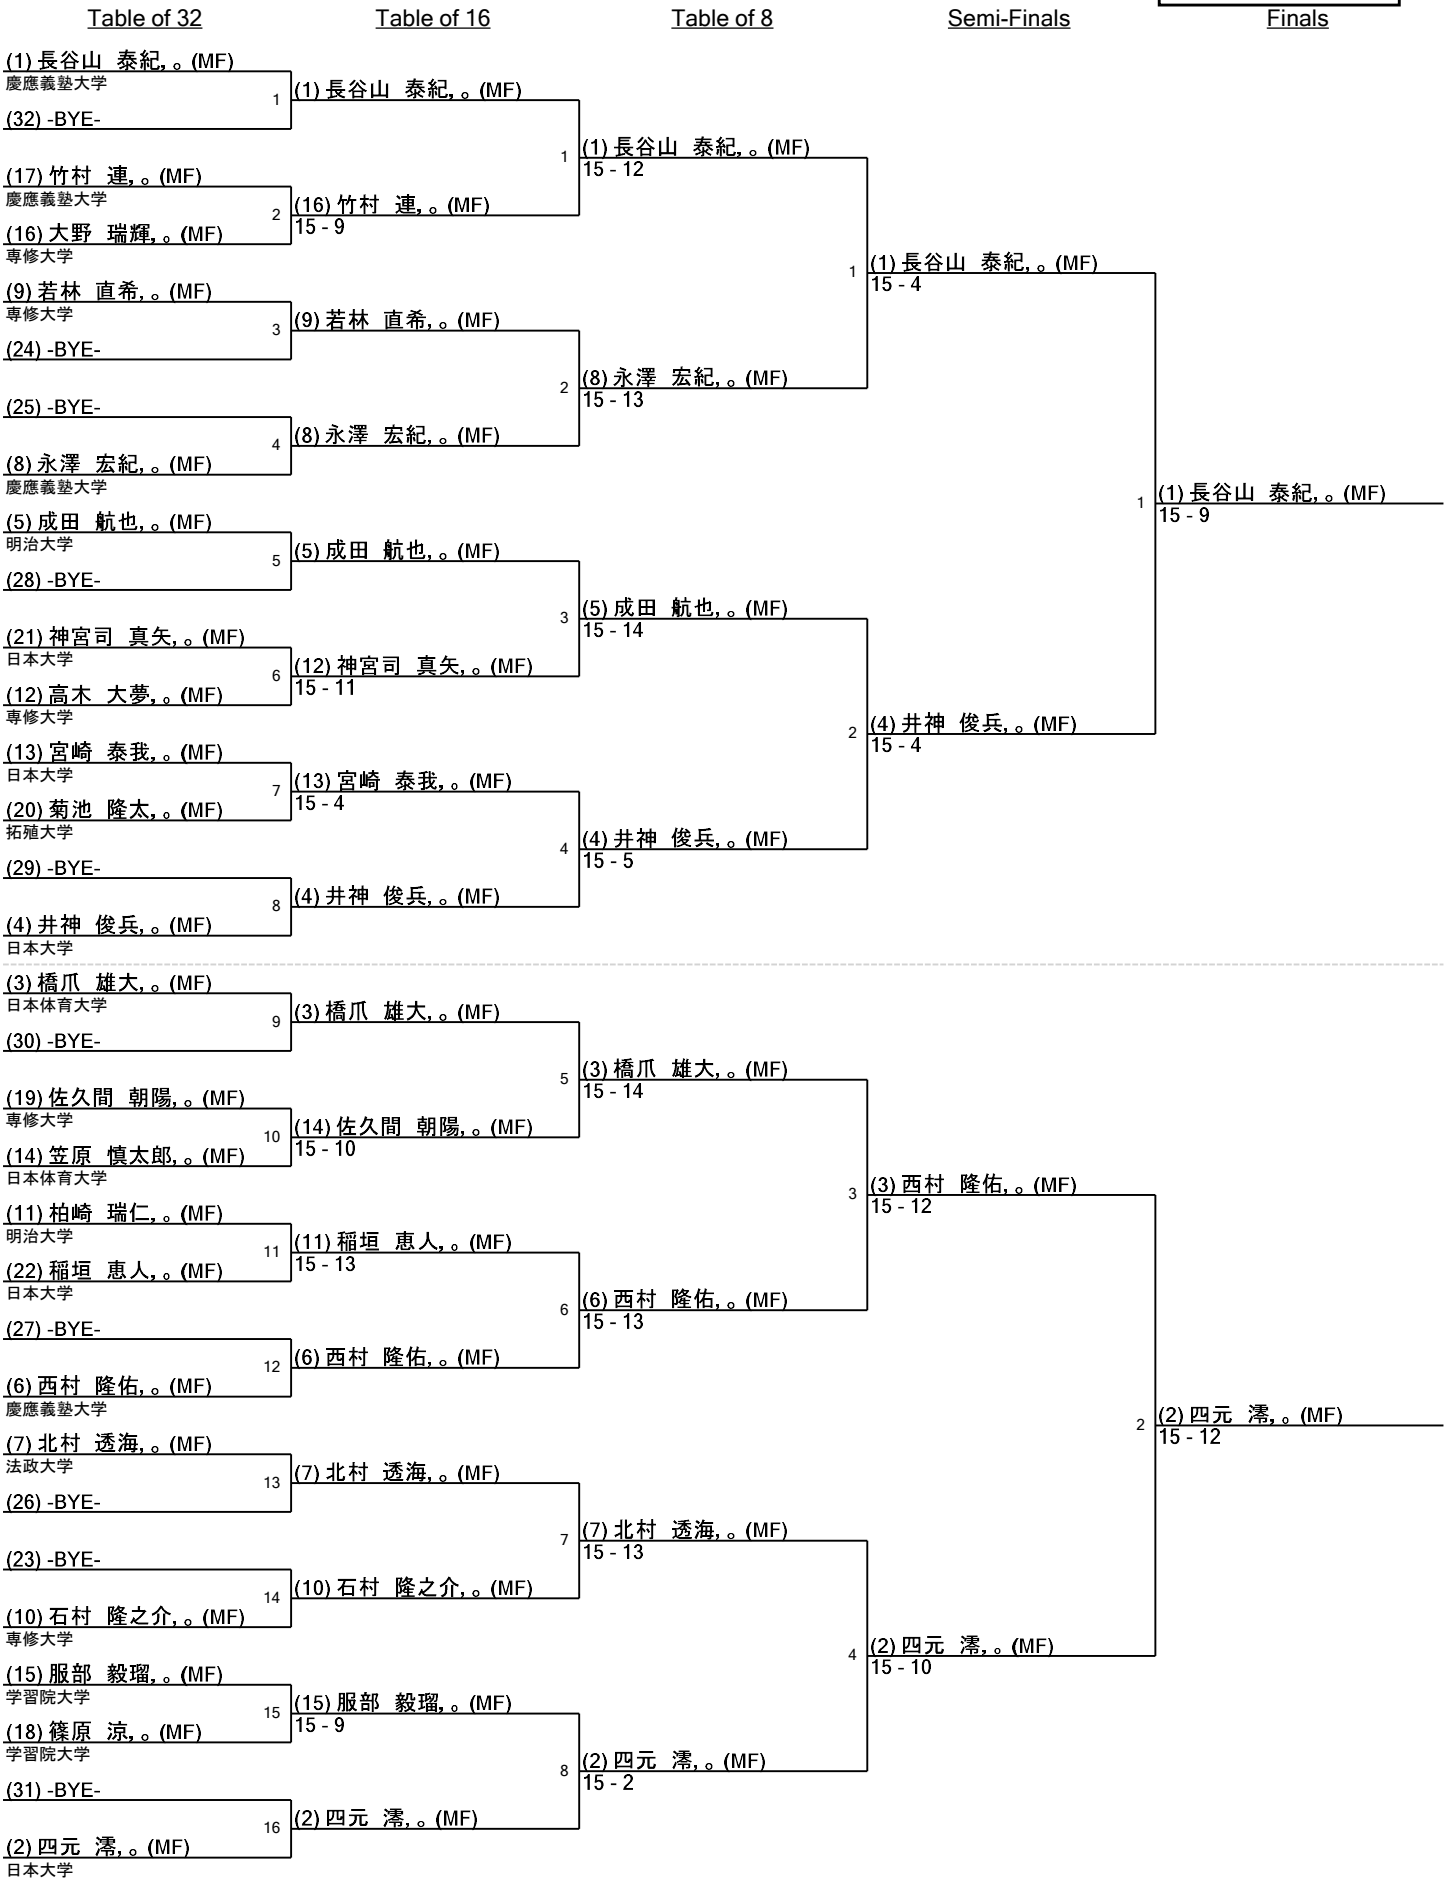 Table of 32
(1) 長谷山　泰紀, 。(MF)
慶應義塾大学
1
(32) -BYE-
(17) 竹村　連, 。(MF)
慶應義塾大学
2
(16) 大野　瑞輝, 。(MF)
専修大学
(9) 若林　直希, 。(MF)
専修大学
3
(24) -BYE-
(25) -BYE-
4
(8) 永澤　宏紀, 。(MF)
慶應義塾大学
(5) 成田　航也, 。(MF)
明治大学
5
(28) -BYE-
(21) 神宮司　真矢, 。(MF)
日本大学
6
(12) 高木　大夢, 。(MF)
専修大学
(13) 宮崎　泰我, 。(MF)
日本大学
7
(20) 菊池　隆太, 。(MF)
拓殖大学
(29) -BYE-
8
(4) 井神　俊兵, 。(MF)
日本大学
(3) 橋爪　雄大, 。(MF)
日本体育大学
9
(30) -BYE-
(19) 佐久間　朝陽, 。(MF)
専修大学
10
(14) 笠原　慎太郎, 。(MF)
日本体育大学
(11) 柏崎　瑞仁, 。(MF)
明治大学
11
(22) 稲垣　恵人, 。(MF)
日本大学
(27) -BYE-
12
(6) 西村　隆佑, 。(MF)
慶應義塾大学
(7) 北村　透海, 。(MF)
法政大学
13
(26) -BYE-
(23) -BYE-
14
(10) 石村　隆之介, 。(MF)
専修大学
(15) 服部　毅瑠, 。(MF)
学習院大学
15
(18) 篠原　涼, 。(MF)
学習院大学
(31) -BYE-
16
(2) 四元　澪, 。(MF)
日本大学
Table of 16
(1) 長谷山　泰紀, 。(MF)
1
(16) 竹村　連, 。(MF)
15 - 9
(9) 若林　直希, 。(MF)
2
(8) 永澤　宏紀, 。(MF)
(5) 成田　航也, 。(MF)
3
(12) 神宮司　真矢, 。(MF)
15 - 11
(13) 宮崎　泰我, 。(MF)
15 - 4
4
(4) 井神　俊兵, 。(MF)
(3) 橋爪　雄大, 。(MF)
5
(14) 佐久間　朝陽, 。(MF)
15 - 10
(11) 稲垣　恵人, 。(MF)
15 - 13
6
(6) 西村　隆佑, 。(MF)
(7) 北村　透海, 。(MF)
7
(10) 石村　隆之介, 。(MF)
(15) 服部　毅瑠, 。(MF)
15 - 9
8
(2) 四元　澪, 。(MF)
Table of 8
(1) 長谷山　泰紀, 。(MF)
15 - 12
1
(8) 永澤　宏紀, 。(MF)
15 - 13
(5) 成田　航也, 。(MF)
15 - 14
2
(4) 井神　俊兵, 。(MF)
15 - 5
(3) 橋爪　雄大, 。(MF)
15 - 14
3
(6) 西村　隆佑, 。(MF)
15 - 13
(7) 北村　透海, 。(MF)
15 - 13
4
(2) 四元　澪, 。(MF)
15 - 2
Semi-Finals
(1) 長谷山　泰紀, 。(MF)
15 - 4
1
(4) 井神　俊兵, 。(MF)
15 - 4
(3) 西村　隆佑, 。(MF)
15 - 12
2
(2) 四元　澪, 。(MF)
15 - 10
Finals
(1) 長谷山　泰紀, 。(MF)
15 - 9
(2) 四元　澪, 。(MF)
15 - 12